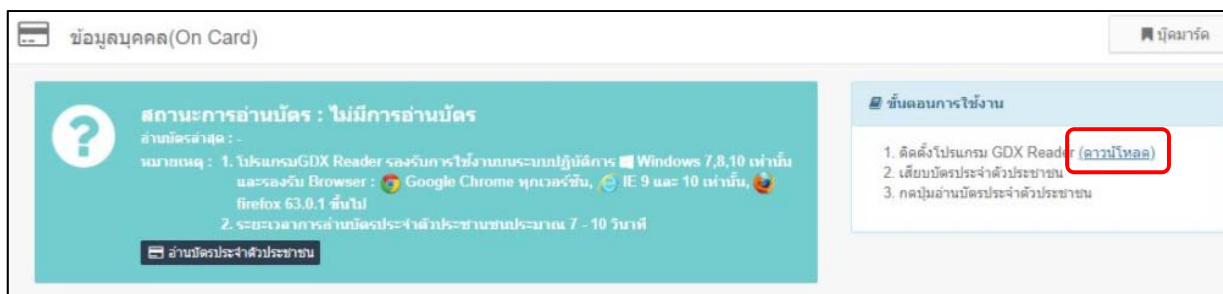 ข้อมูลบุคคล(On Card)
บุ๊คมาร์ค
สถานะการอ่านบัตร : ไม่มีการอ่านบัตร
อ่านบัตรล่าสุด : -
หมายเหตุ : 1. โปรแกรมGDX Reader รองรับการใช้งานบนระบบปฏิบัติการ Windows 7,8,10 เท่านั้น
และรองรับ Browser : Google Chrome ทุกเวอร์ชัน, IE 9 และ 10 เท่านั้น,
firefox 63.0.1 ขึ้นไป
2. ระยะเวลาการอ่านบัตรประจำตัวประชาชนประมาณ 7 - 10 วินาที
อ่านบัตรประจำตัวประชาชน
ขั้นตอนการใช้งาน
1. ติดตั้งโปรแกรม GDX Reader (ดาวน์โหลด)
2. เสียบบัตรประจำตัวประชาชน
3. กดปุ่มอ่านบัตรประจำตัวประชาชน